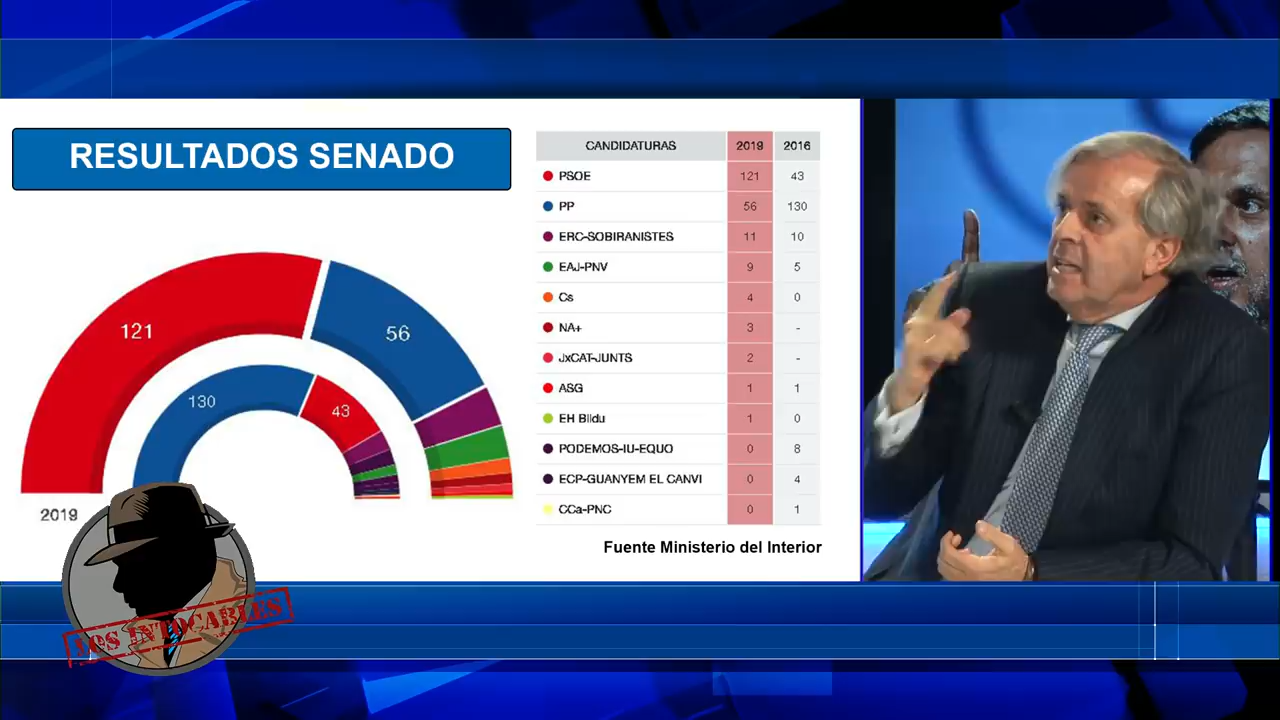 RESULTADOS SENADO
121
56
130
43
2019
CANDIDATURAS 2019 2016
PSOE 121 43
PP 56 130
ERC-SOBIRANISTES 11 10
EAJ-PNV 9 5
Cs 4 0
NA+ 3 -
JxCAT-JUNTS 2 -
ASG 1 1
EH Bildu 1 0
PODEMOS-IU-EQUO 0 8
ECP-GUANYEM EL CANVI 0 4
CCa-PNC 0 1
Fuente Ministerio del Interior
LOS INTOCABLES